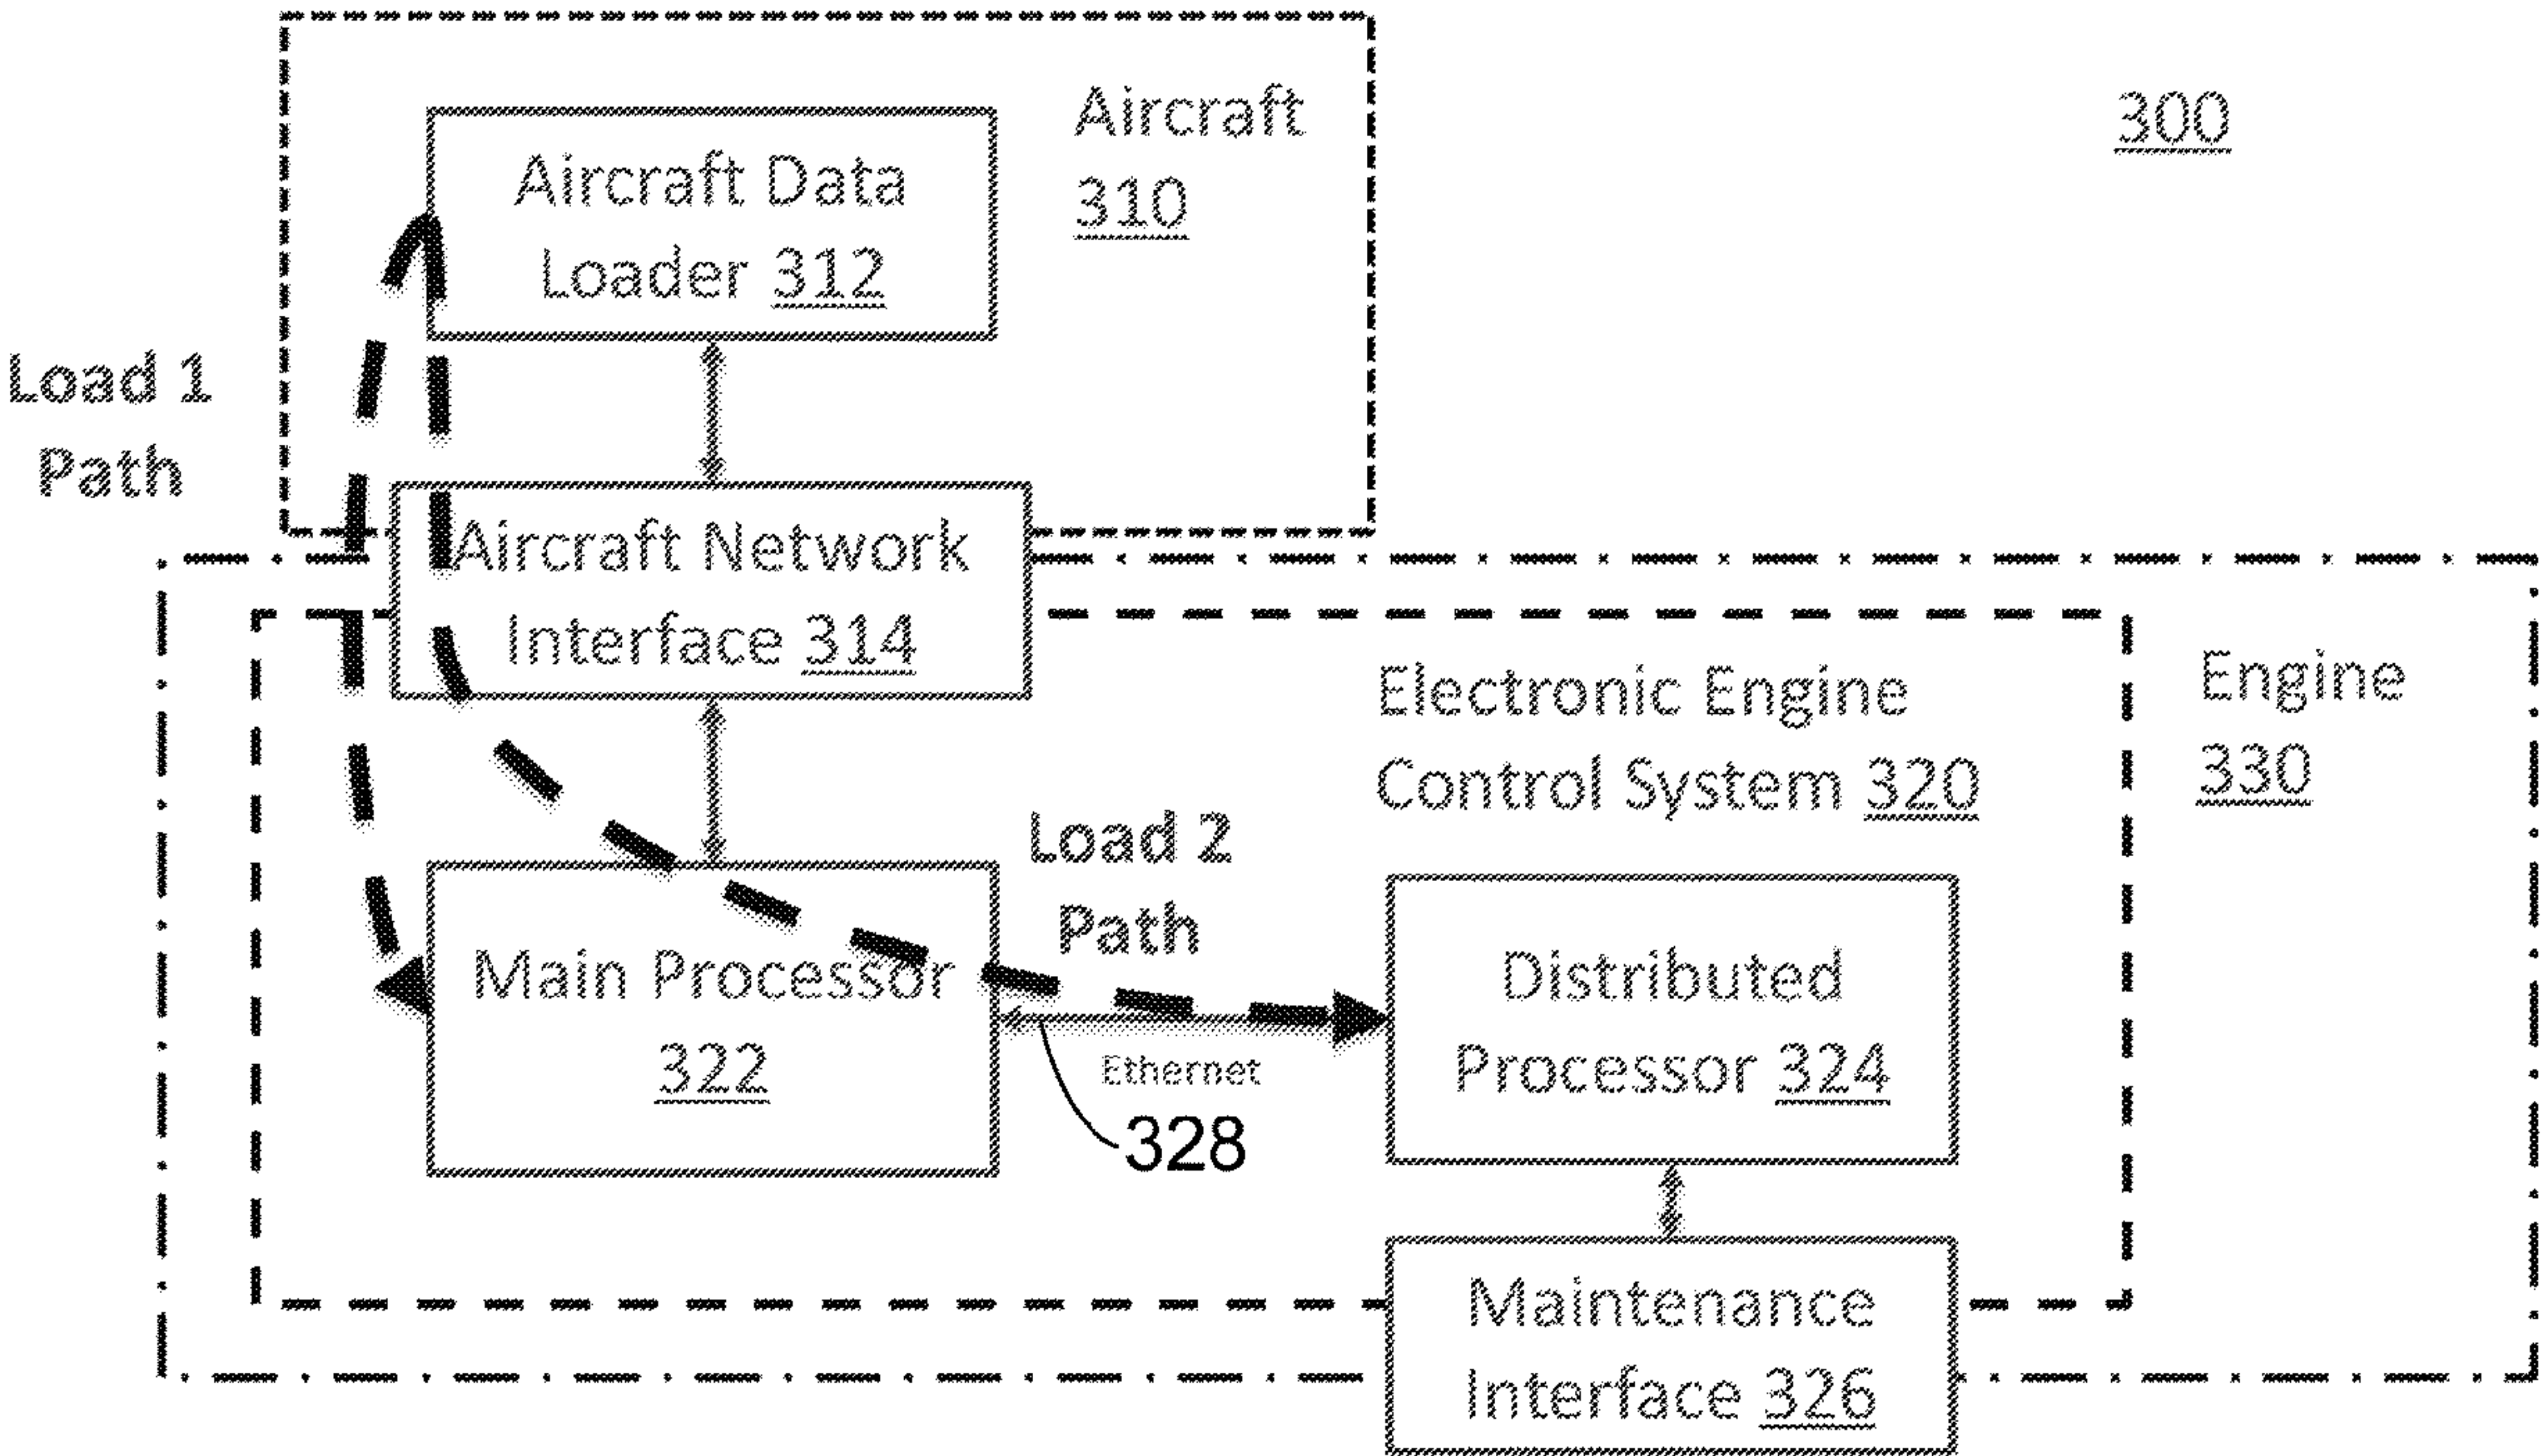 Aircraft
310
300
Aircraft Data
Loader 312
Load 1
Path
Aircraft Network
Interface 314
Electronic Engine
Control System 320
Engine
330
Load 2
Path
Main Processor
322
Ethernet
328
Distributed
Processor 324
Maintenance
Interface 326